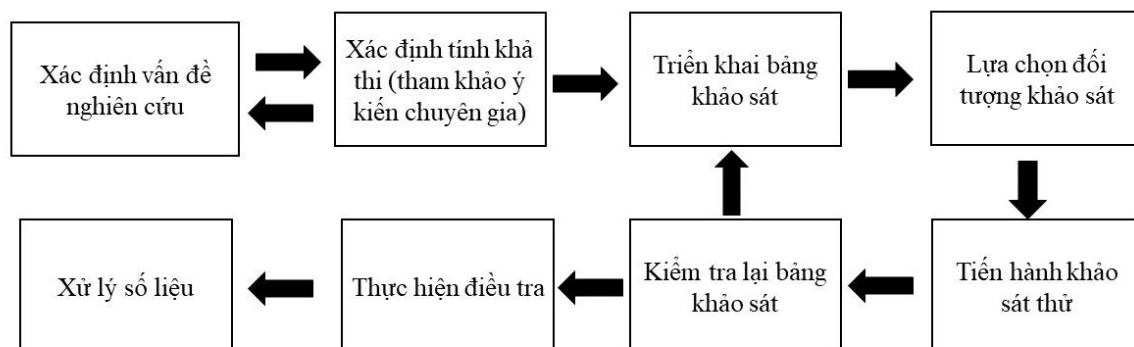 Xác định vấn đề
nghiên cứu
Xác định tính khả
thi (tham khảo ý
kiến chuyên gia)
Triển khai bảng
khảo sát
Lựa chọn đối
tượng khảo sát
Xử lý số liệu
Thực hiện điều tra
Kiểm tra lại bảng
khảo sát
Tiến hành khảo
sát thử